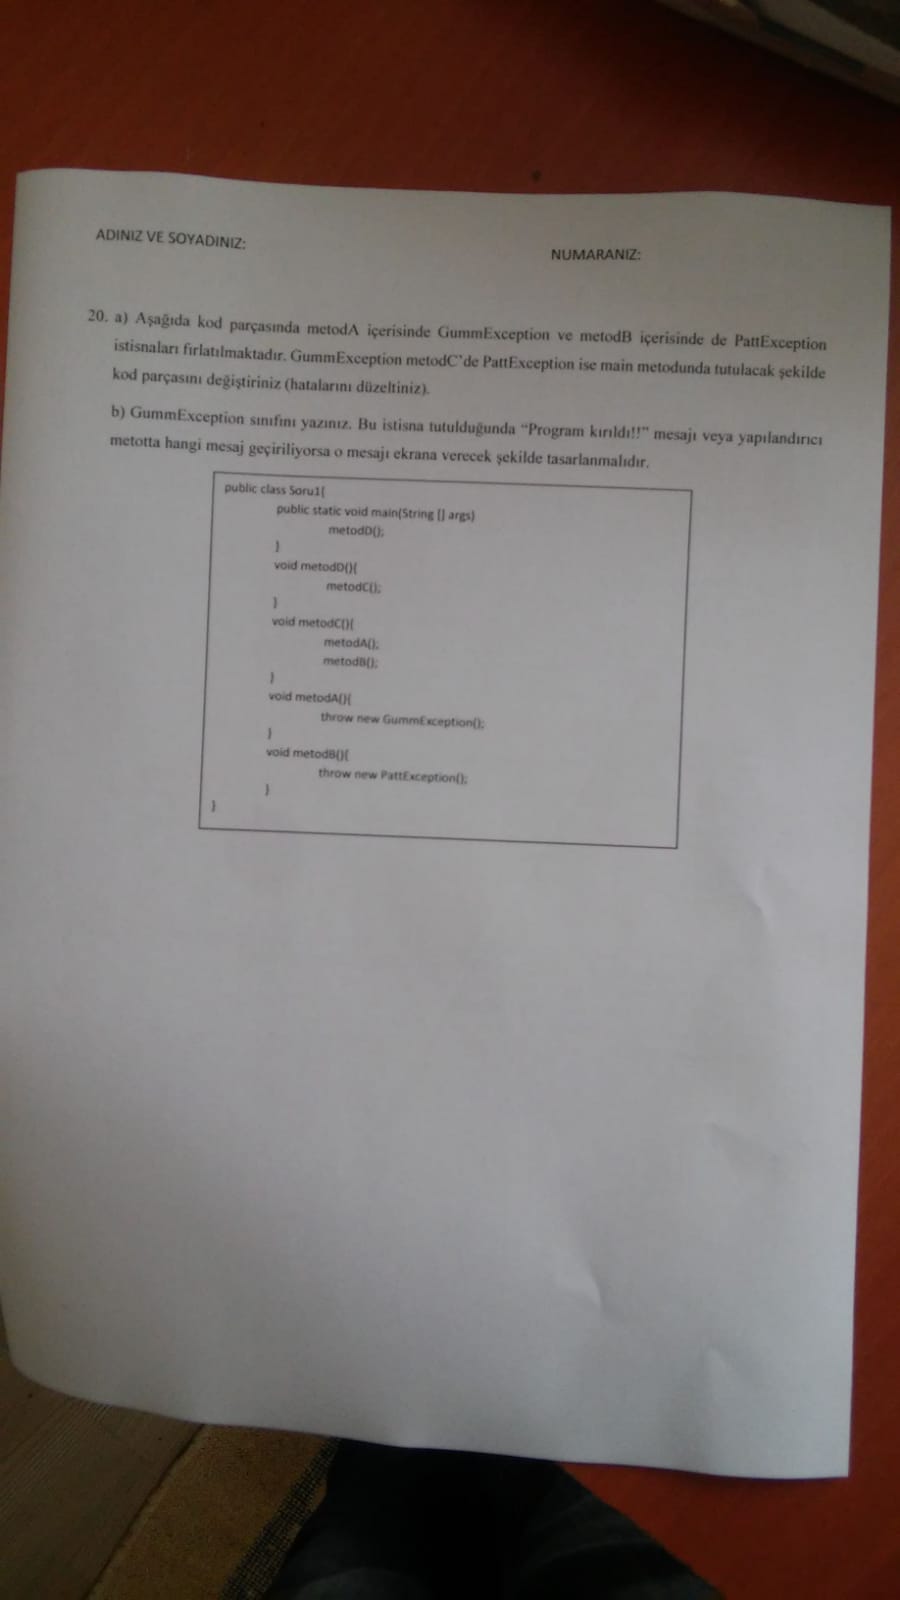 ADINIZ VE SOYADINIZ:
NUMARANIZ:
20. a) Aşağıda kod parçasında metodA içerisinde GummException ve metodB içerisinde de PattException
istisnaları fırlatılmaktadır. GummException metodC'de PattException ise main metodunda tutulacak şekilde
kod parçasını değiştiriniz (hatalarını düzeltiniz).
b) GummException sınıfını yazınız. Bu istisna tutulduğunda “Program kırıldı!!” mesajı veya yapılandırıcı
metotta hangi mesaj geçiriliyorsa o mesajı ekrana verecek şekilde tasarlanmalıdır.
public class Soru1{
public static void main(String [] args)
metodD();
}
void metodD(){
metodC();
}
void metodC(){
metodA();
metodB();
}
void metodA(){
throw new GummException();
}
void metodB(){
throw new PattException();
}
}